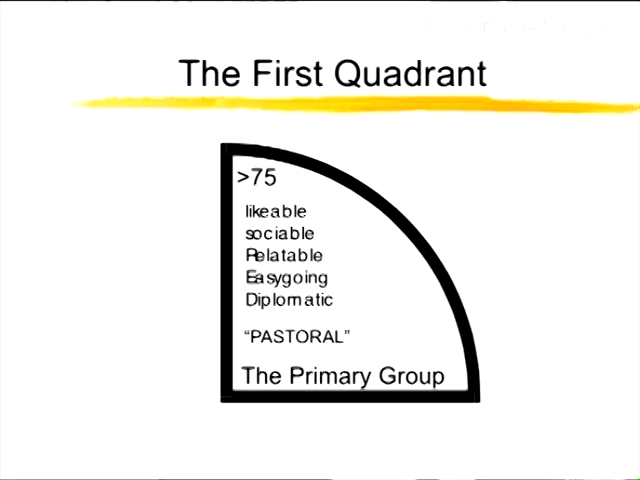 The First Quadrant
>75
likeable
sociable
Relatable
Easygoing
Diplomatic
“PASTORAL”
The Primary Group